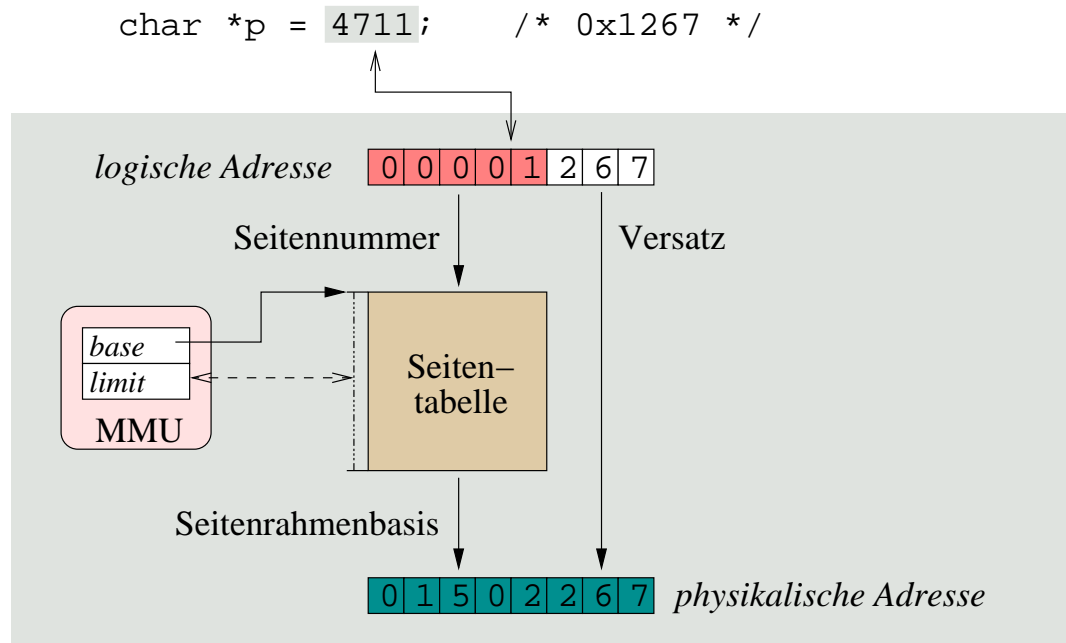 char *p = 4711; /* 0x1267 */
logische Adresse 0 0 0 0 1 2 6 7
Seitennummer Versatz
base
limit
MMU
Seiten–
tabelle
Seitenrahmenbasis
0 1 5 0 2 2 6 7 physikalische Adresse